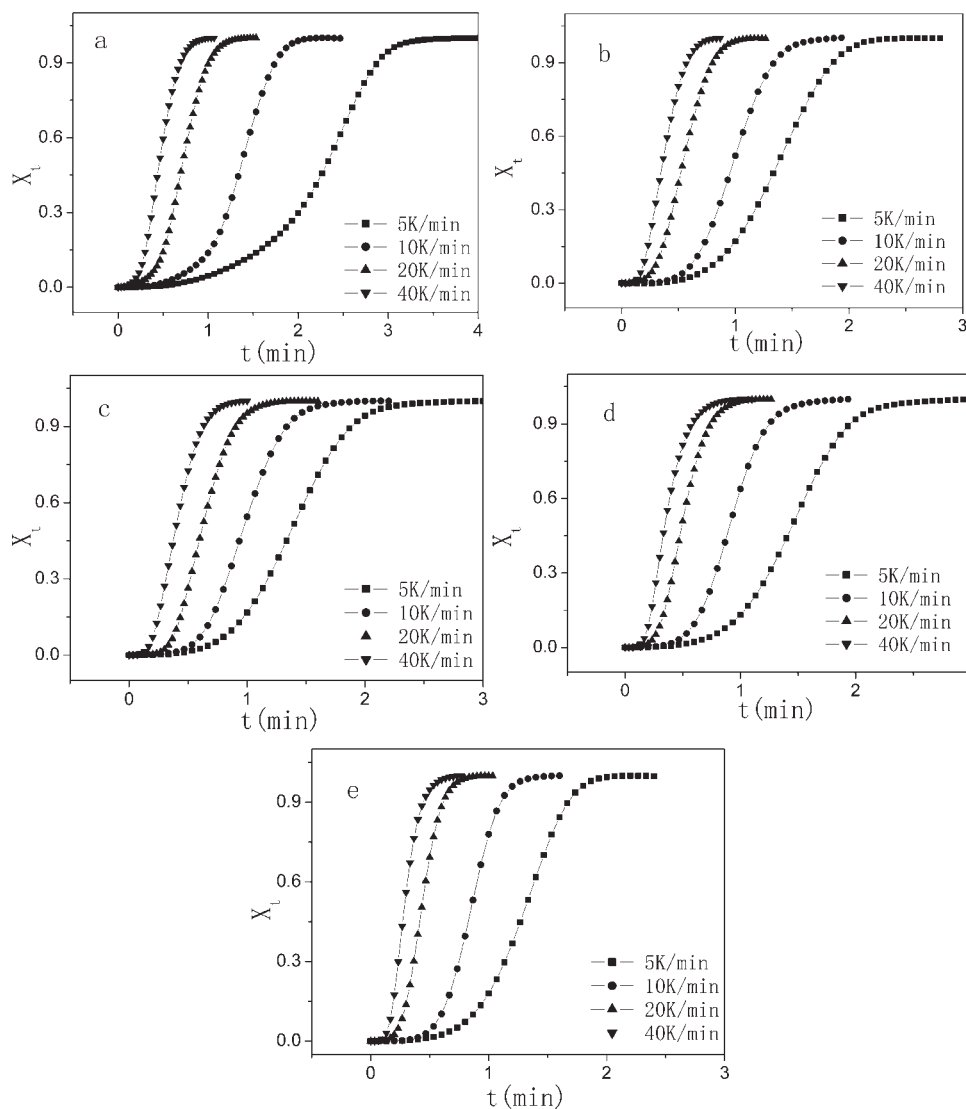 a
0.9
0.6
0.3
0.0
X_t
5K/min
10K/min
20K/min
40K/min
0 1 2 3 4
t(min)
b
0.9
0.6
0.3
0.0
X_t
5K/min
10K/min
20K/min
40K/min
0 1 2 3
t(min)
c
0.9
0.6
0.3
0.0
X_t
5K/min
10K/min
20K/min
40K/min
0 1 2 3
t(min)
d
0.9
0.6
0.3
0.0
X_t
5K/min
10K/min
20K/min
40K/min
0 1 2
t(min)
e
0.9
0.6
0.3
0.0
X_t
5K/min
10K/min
20K/min
40K/min
0 1 2 3
t(min)